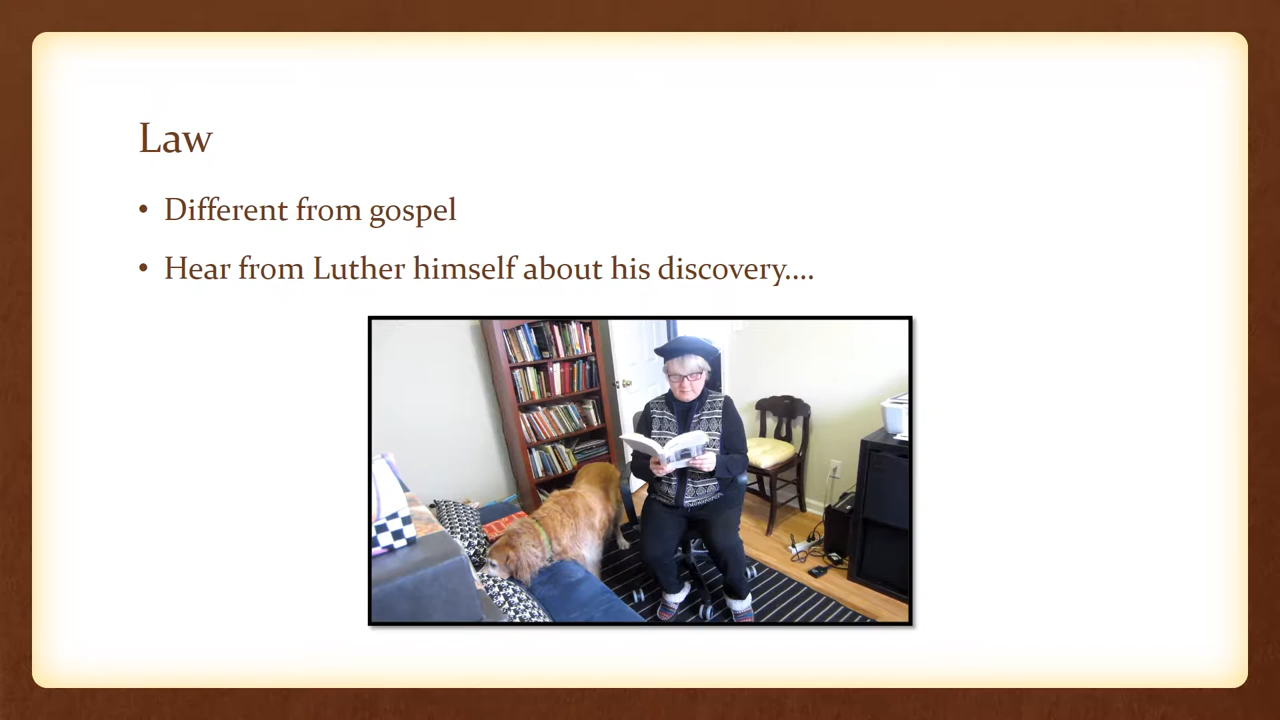 Law
• Different from gospel
• Hear from Luther himself about his discovery....